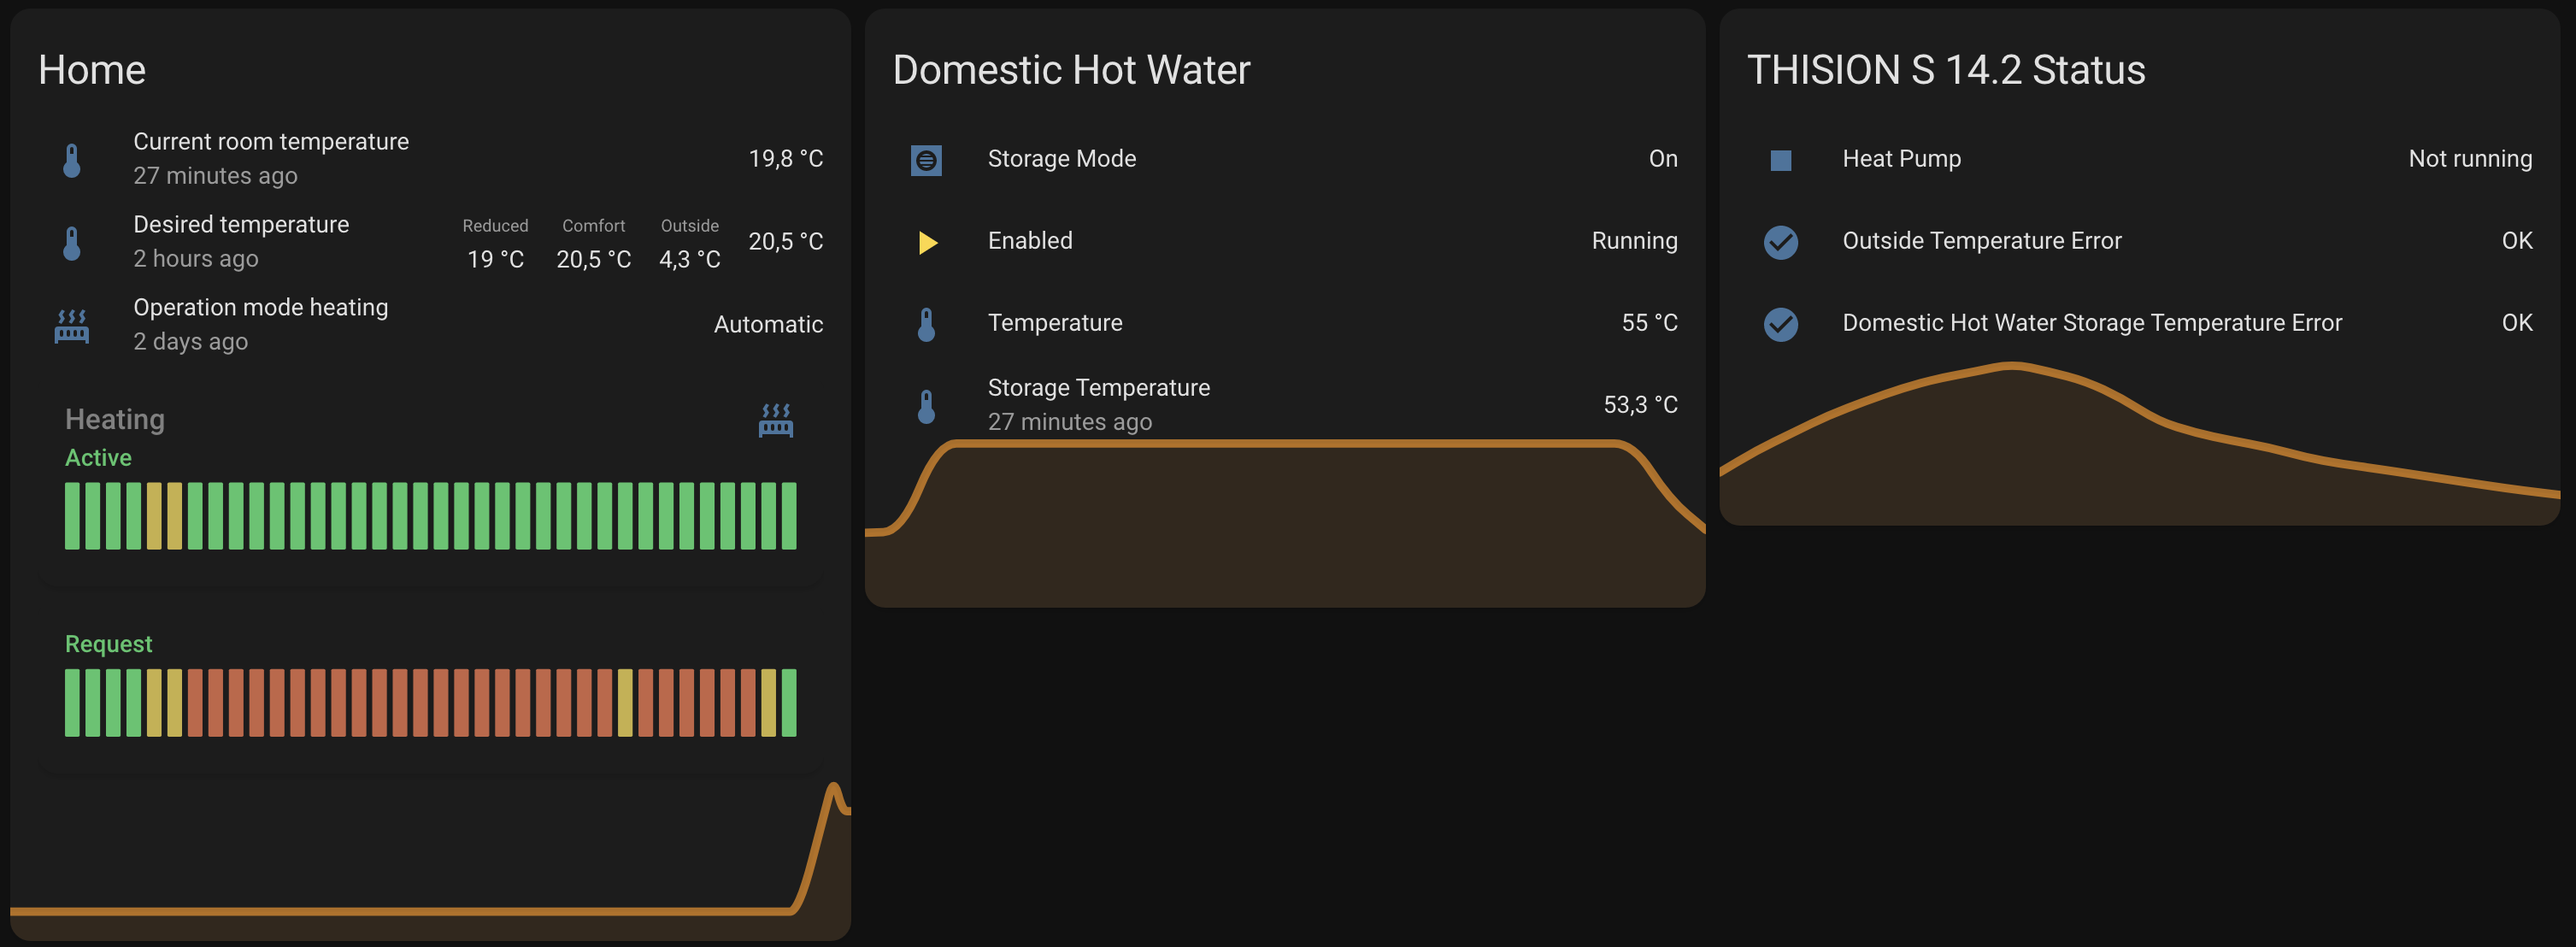 Home
Current room temperature
27 minutes ago
19,8 °C
Desired temperature
2 hours ago
Reduced Comfort Outside
19 °C 20,5 °C 4,3 °C
20,5 °C
Operation mode heating
2 days ago
Automatic
Heating
Active
Request
Domestic Hot Water
Storage Mode On
Enabled Running
Temperature 55 °C
Storage Temperature
27 minutes ago
53,3 °C
THISION S 14.2 Status
Heat Pump Not running
Outside Temperature Error OK
Domestic Hot Water Storage Temperature Error OK